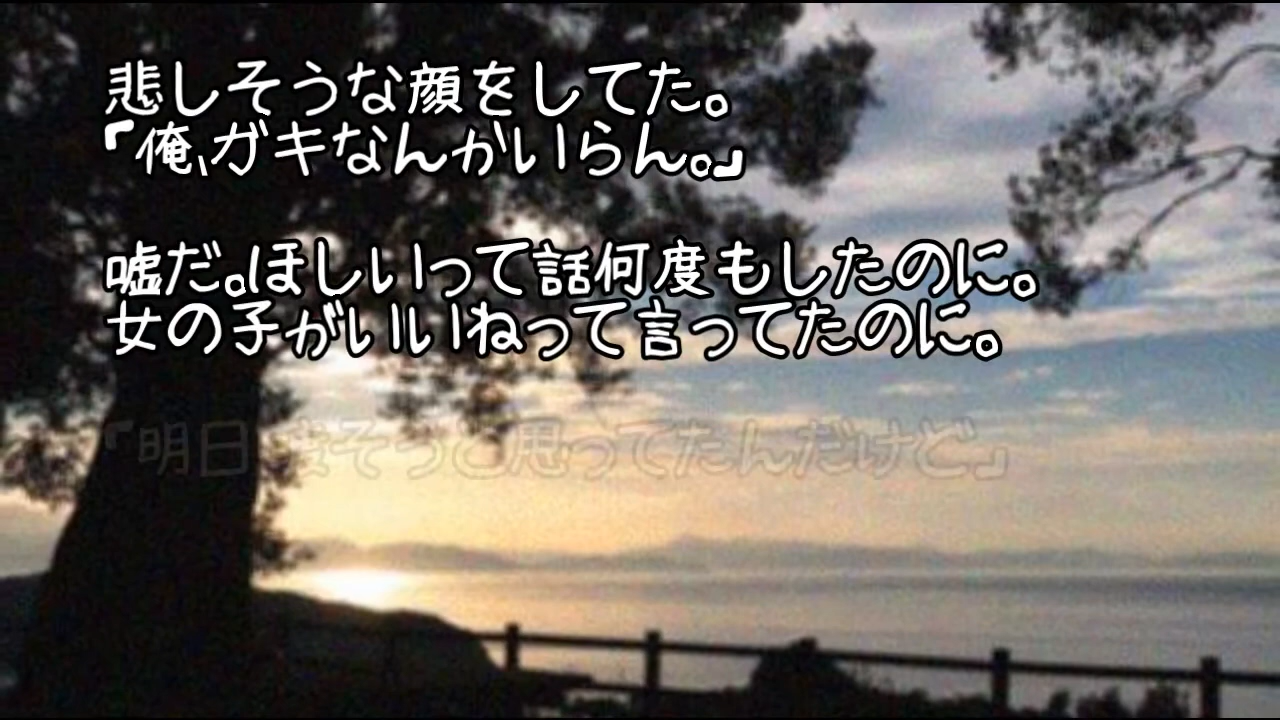 悲しそうな顔をしてた。
「俺、ガキなんかいらん。」
嘘だ。ほしいって話何度もしたのに。
女の子がいいねって言ってたのに。
「明日 そうと思ってたんだけど」